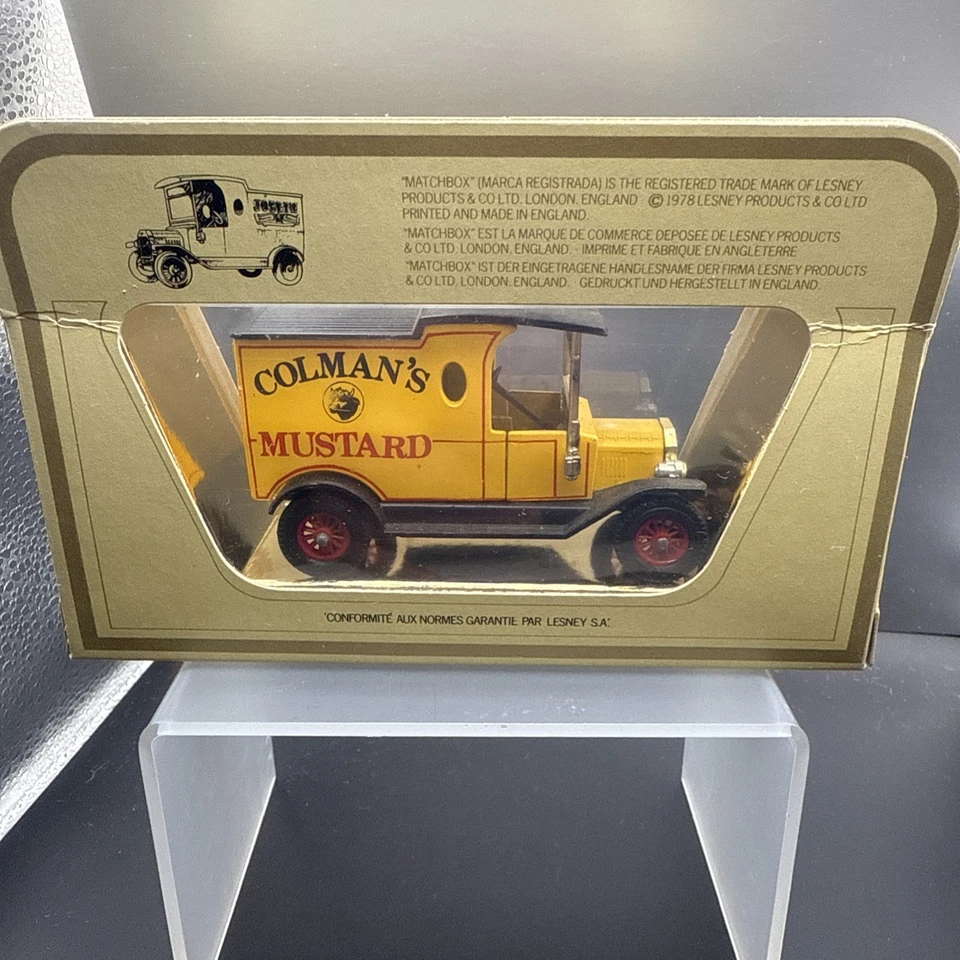 "MATCHBOX" (MARCA REGISTRADA) IS THE REGISTERED TRADE MARK OF LESNEY
PRODUCTS & CO LTD. LONDON. ENGLAND © 1978 LESNEY PRODUCTS & CO LTD
PRINTED AND MADE IN ENGLAND.
"MATCHBOX" EST LA MARQUE DE COMMERCE DEPOSEE DE LESNEY PRODUCTS
& CO LTD. LONDON. ENGLAND. · IMPRIME ET FABRIQUE EN ANGLETERRE
"MATCHBOX" IST DER EINGETRAGENE HANDLESNAME DER FIRMA LESNEY PRODUCTS
& CO LTD. LONDON. ENGLAND. · GEDRUCKT UND HERGESTELLT IN ENGLAND.
COLMAN'S
MUSTARD
'CONFORMITÉ AUX NORMES GARANTIE PAR LESNEY S.A.'